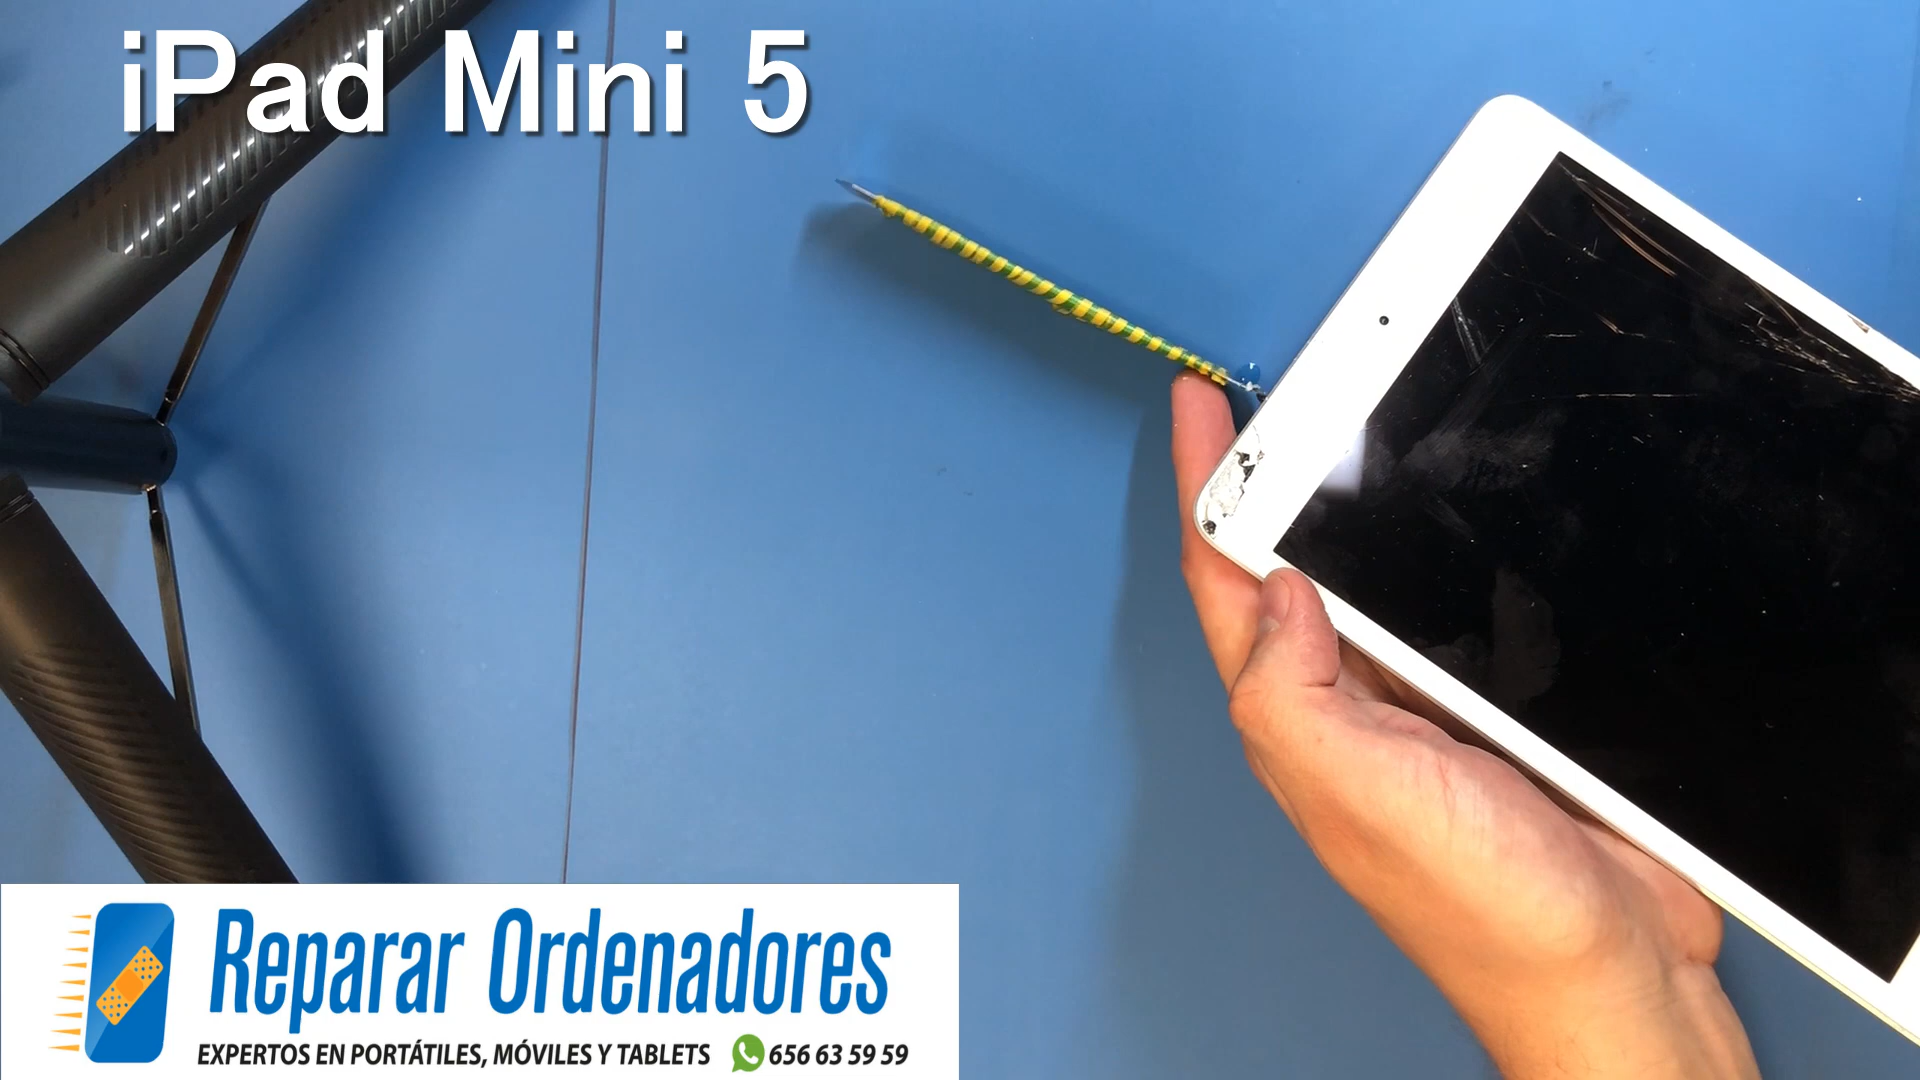 iPad Mini 5
Reparar Ordenadores
EXPERTOS EN PORTÁTILES, MÓVILES Y TABLETS 656 63 59 59